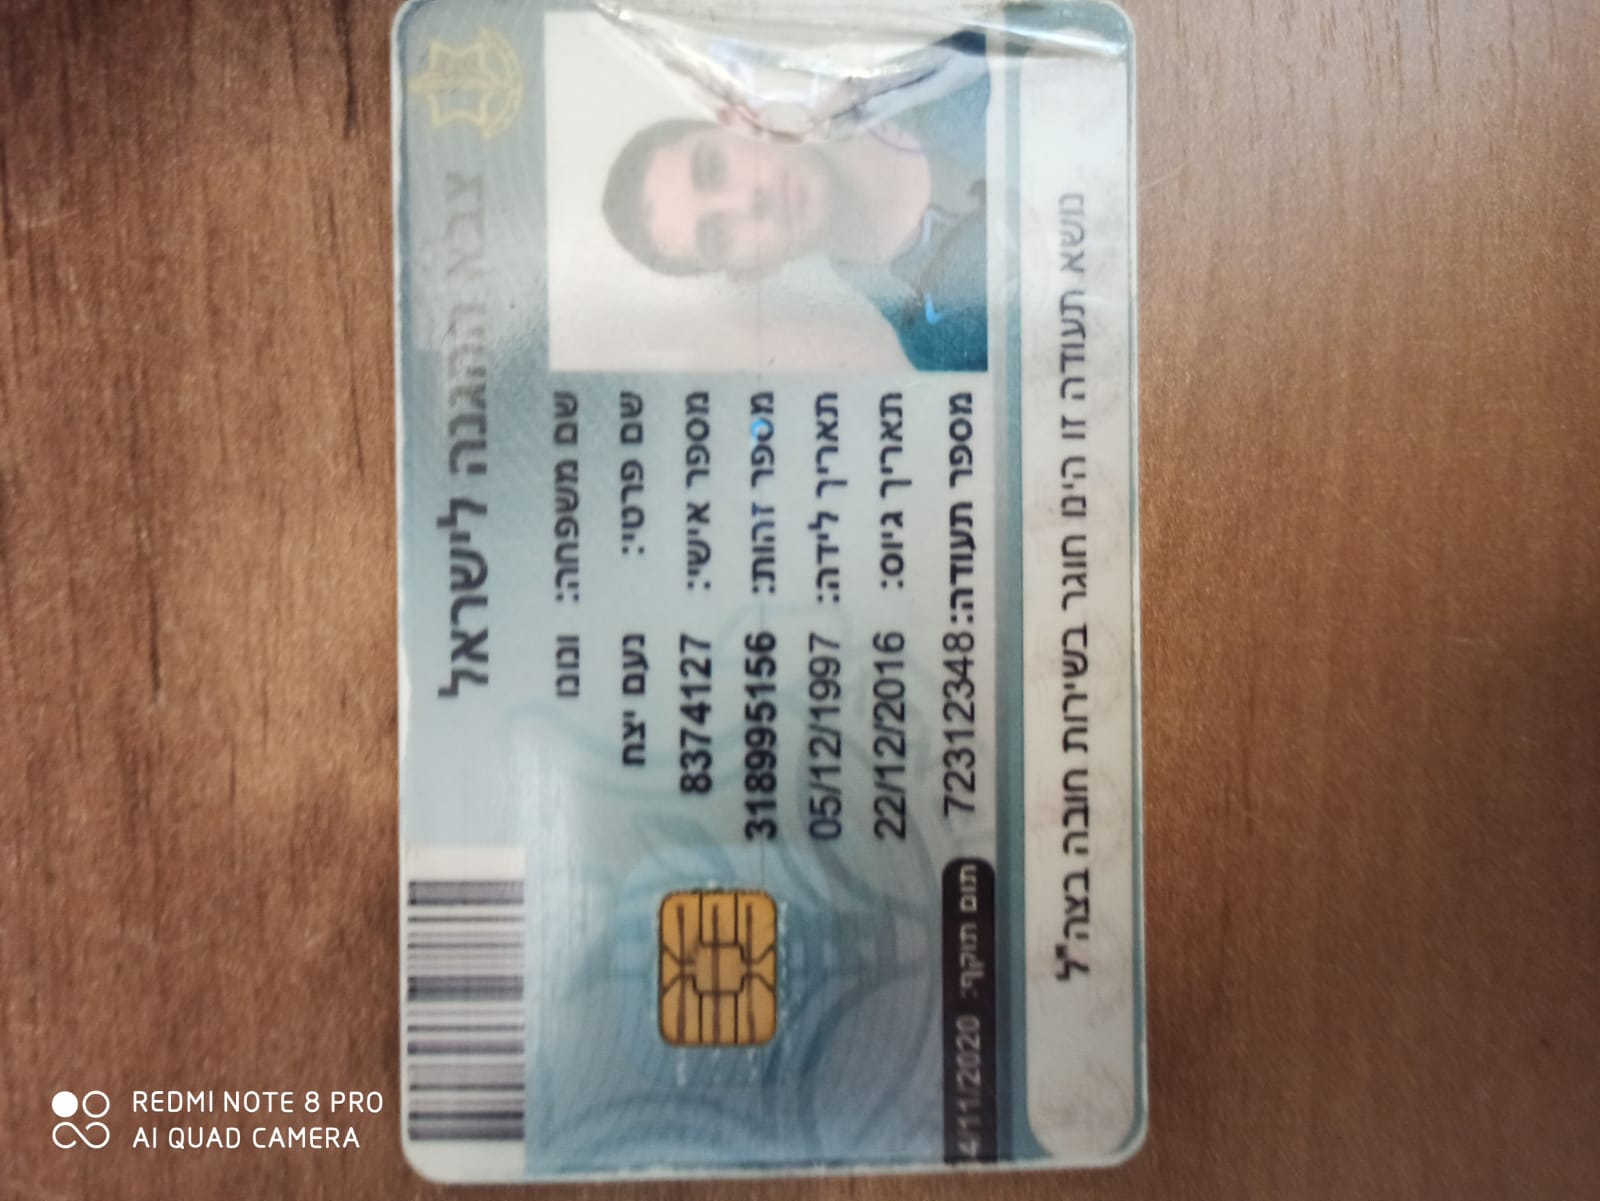 צבא ההגנה לישראל
שם משפחה: ונונו
שם פרטי: נעם יצח
מספר אישי: 8374127
מספר זהות: 318995156
תאריך לידה: 05/12/1997
תאריך גיוס: 22/12/2016
מספר תעודה: 72312348
תום תוקף: 4/11/2020
נושא תעודה זו הינו חוגר בשירות חובה בצה"ל
REDMI NOTE 8 PRO
AI QUAD CAMERA